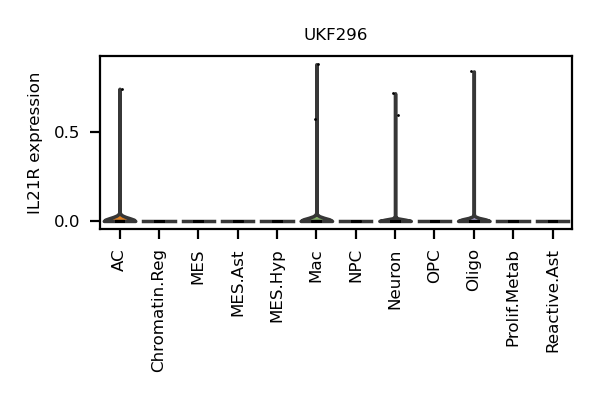 UKF296
IL21R expression
0.5
0.0
AC
Chromatin.Reg
MES
MES.Ast
MES.Hyp
Mac
NPC
Neuron
OPC
Oligo
Prolif.Metab
Reactive.Ast